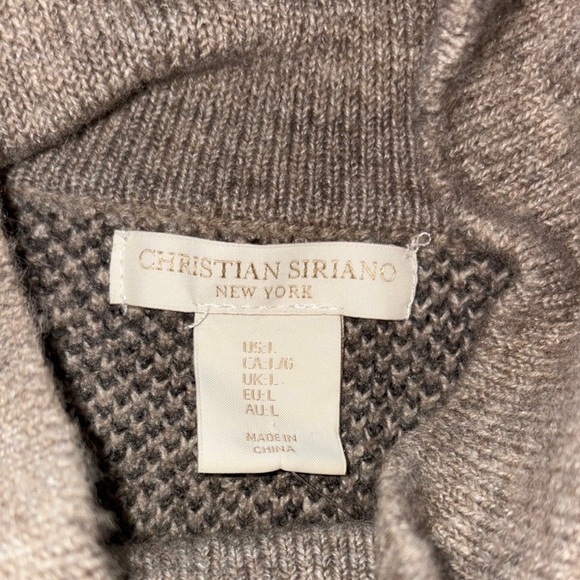 CHRISTIAN SIRIANO
NEW YORK
US:L
CA:L/G
UK:L
EU:L
AU:L
MADE IN
CHINA